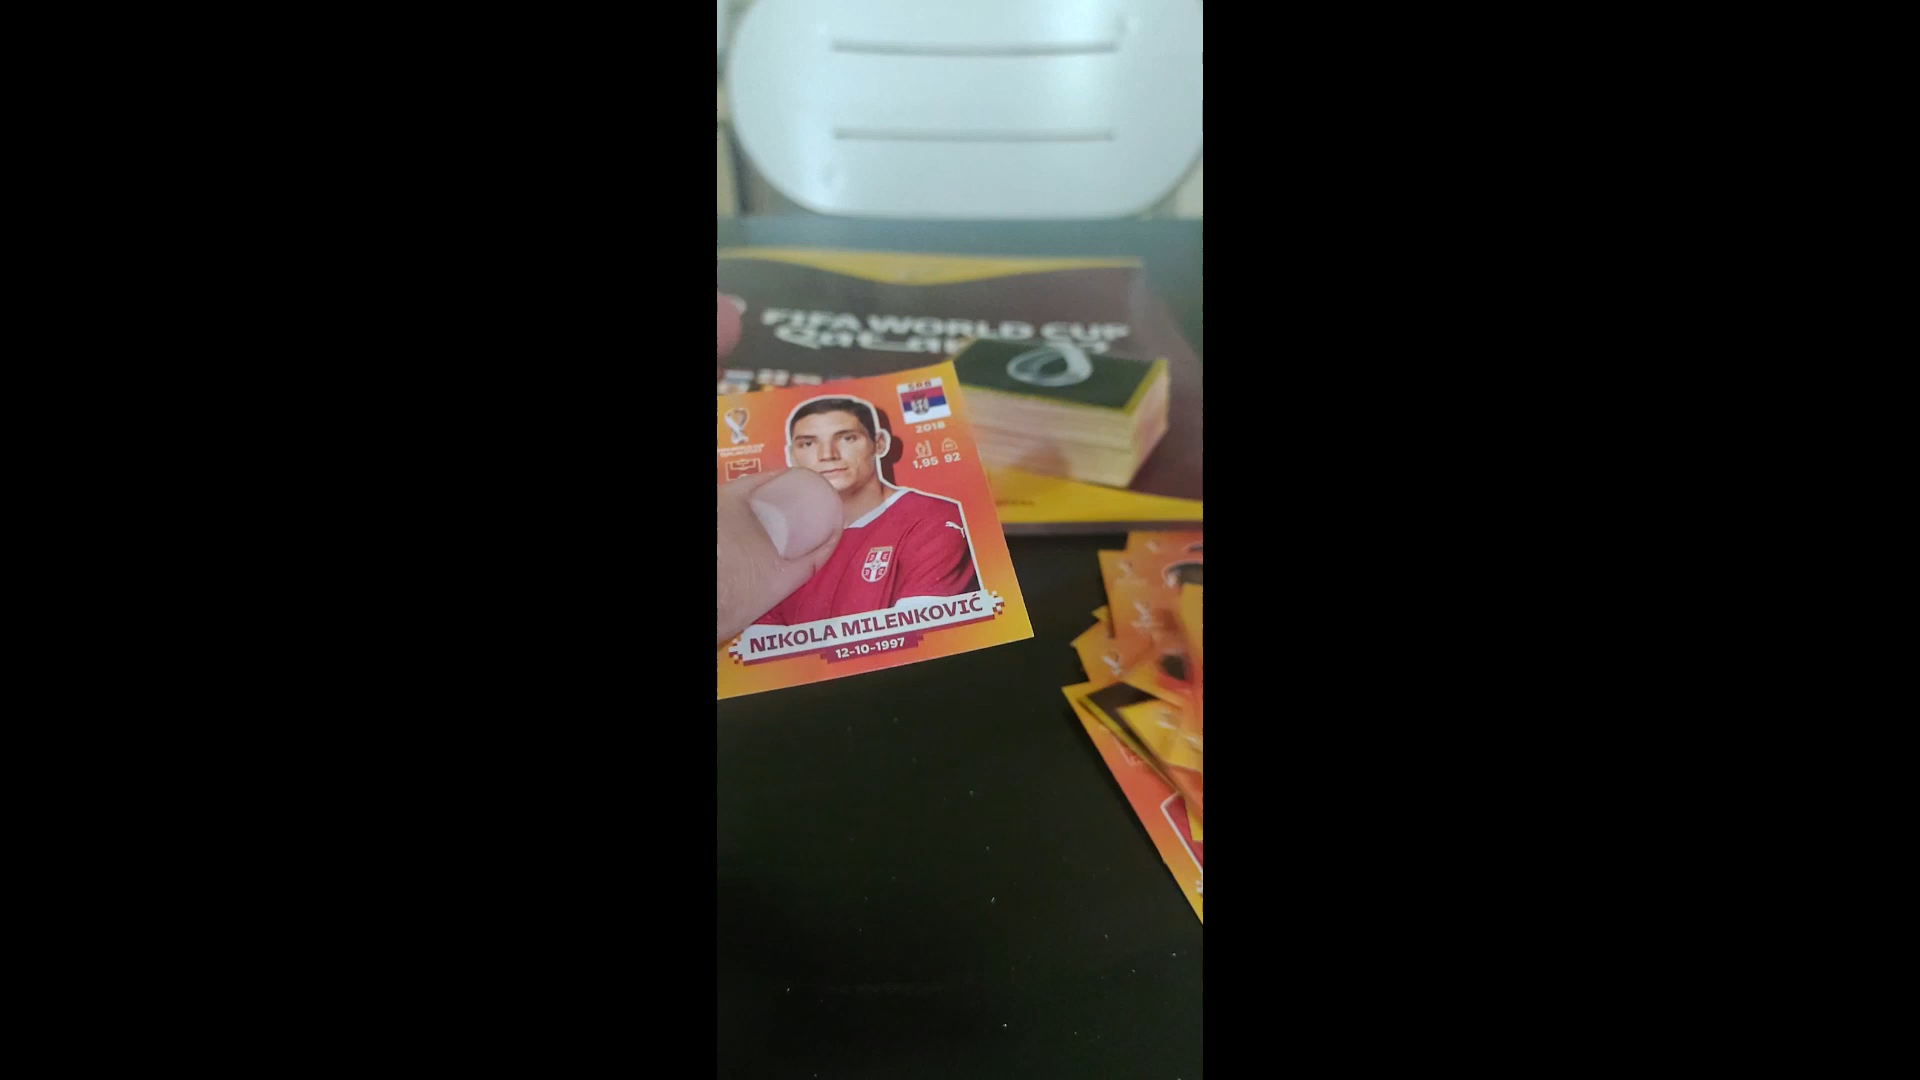 FIFA WORLD CUP
SRB
2018
1,95 92
NIKOLA MILENKOVIĆ
12-10-1997